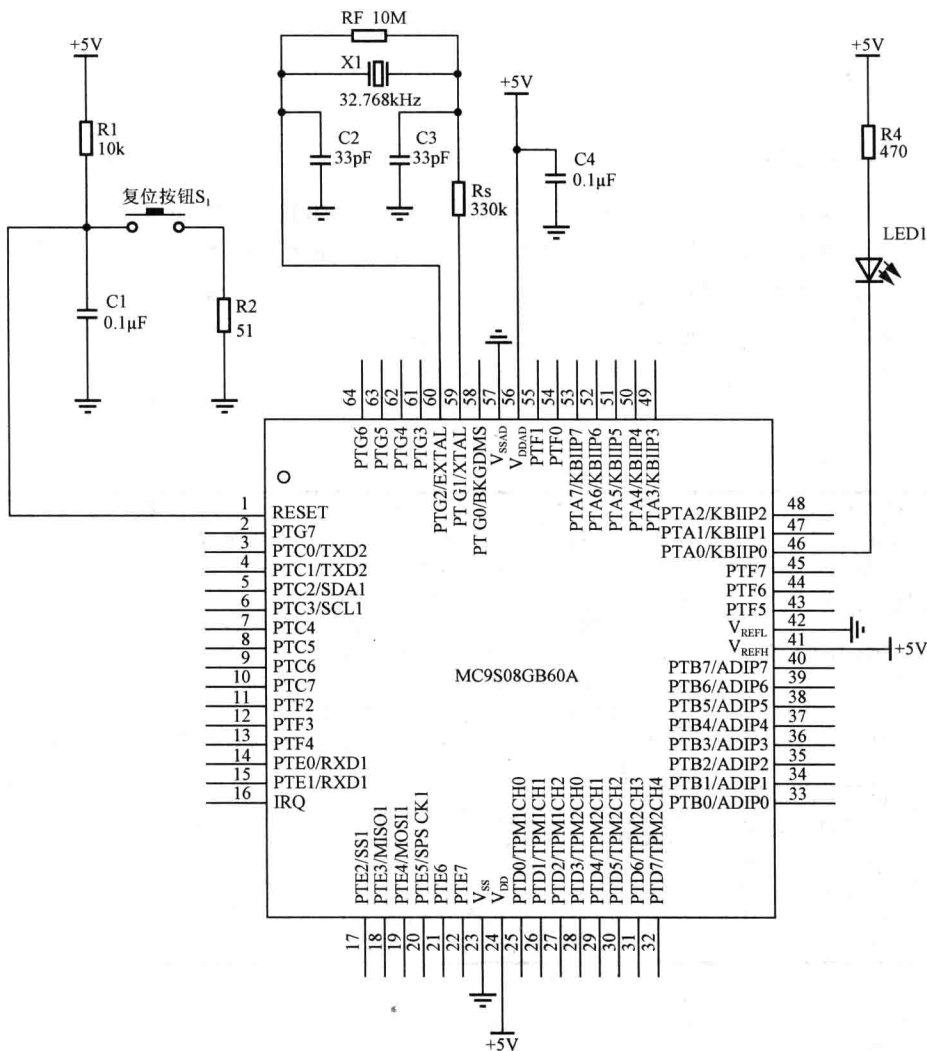 RF 10M
X1
32.768kHz
+5V
R1
10k
复位按钮S1
C1
0.1μF
R2
51
C2
33pF
C3
33pF
Rs
330k
+5V
C4
0.1μF
+5V
R4
470
LED1
64
63
62
61
60
59
58
57
56
55
54
53
52
51
50
49
PTG6
PTG5
PTG4
PTG3
PTG2/EXTAL
PT G1/XTAL
PT G0/BKGDMS
VSSAD
VDDAD
PTF1
PTF0
PTA7/KBIIP7
PTA6/KBIIP6
PTA5/KBIIP5
PTA4/KBIIP4
PTA3/KBIIP3
1 RESET
2 PTG7
3 PTC0/TXD2
4 PTC1/TXD2
5 PTC2/SDA1
6 PTC3/SCL1
7 PTC4
8 PTC5
9 PTC6
10 PTC7
11 PTF2
12 PTF3
13 PTF4
14 PTE0/RXD1
15 PTE1/RXD1
16 IRQ
MC9S08GB60A
PTA2/KBIIP2 48
PTA1/KBIIP1 47
PTA0/KBIIP0 46
PTF7 45
PTF6 44
PTF5 43
VREFL 42
VREFH 41
+5V
PTB7/ADIP7 40
PTB6/ADIP6 39
PTB5/ADIP5 38
PTB4/ADIP4 37
PTB3/ADIP3 36
PTB2/ADIP2 35
PTB1/ADIP1 34
PTB0/ADIP0 33
PTE2/SS1
PTE3/MISO1
PTE4/MOSI1
PTE5/SPS CK1
PTE6
PTE7
VSS
VDD
PTD0/TPM1CH0
PTD1/TPM1CH1
PTD2/TPM1CH2
PTD3/TPM2CH0
PTD4/TPM2CH1
PTD5/TPM2CH2
PTD6/TPM2CH3
PTD7/TPM2CH4
17
18
19
20
21
22
23
24
25
26
27
28
29
30
31
32
+5V